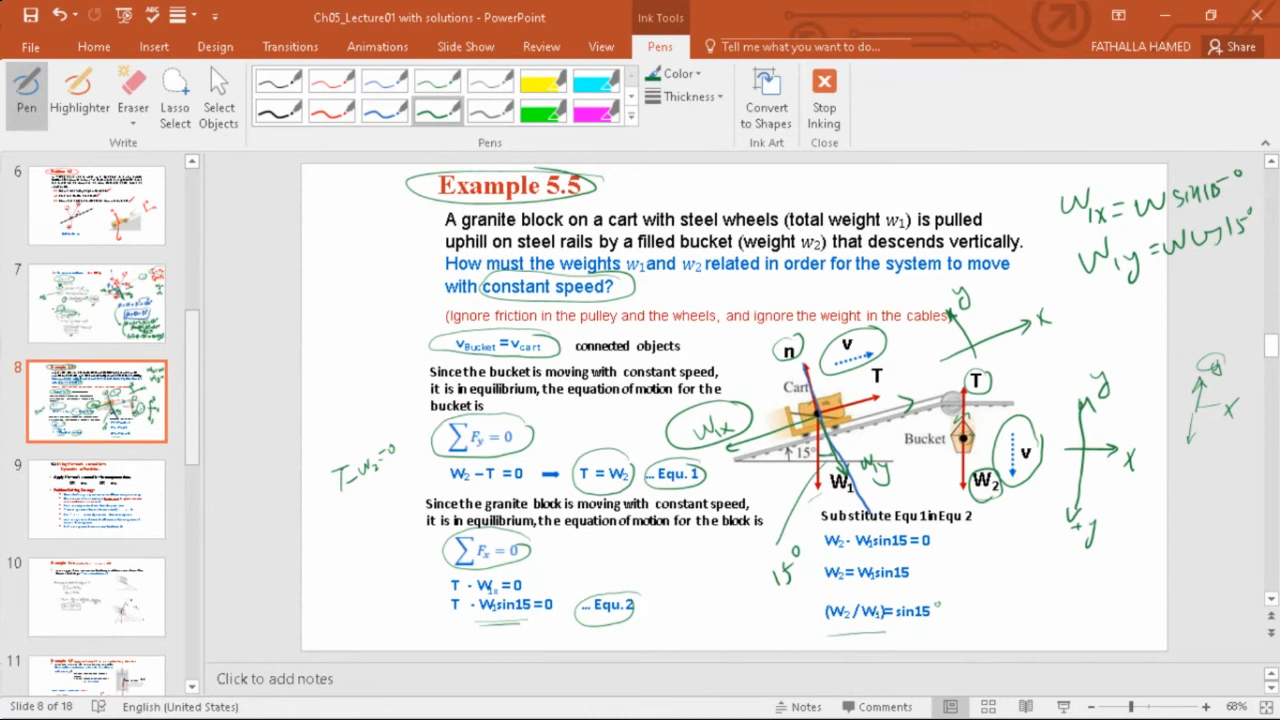 Ch05_Lecture01 with solutions - PowerPoint
Ink Tools
File
Home
Insert
Design
Transitions
Animations
Slide Show
Review
View
Pens
Tell me what you want to do...
FATHALLA HAMED
Share
Pen
Highlighter
Eraser
Lasso Select
Select Objects
Write
Pens
Color
Thickness
Convert to Shapes
Ink Art
Stop Inking
Close
6
7
8
9
10
Example 5.5
A granite block on a cart with steel wheels (total weight w₁) is pulled
uphill on steel rails by a filled bucket (weight w₂) that descends vertically.
How must the weights w₁and w₂ related in order for the system to move
with constant speed?
(Ignore friction in the pulley and the wheels, and ignore the weight in the cables
vBucket = vcart connected objects
Since the bucket is moving with constant speed,
it is in equilibrium, the equation of motion for the
bucket is
∑ Fy = 0
W₂ – T = 0 ➡ T = W₂ ... Equ. 1
-w₂=0
Since the granite block is moving with constant speed,
it is in equilibrium, the equation of motion for the block is
∑ Fx = 0
T - W₁ₓ = 0
T - W₁sin15 = 0 ... Equ. 2
n
v
Cart
T
W1x
15°
W₁
Wy
T
Bucket
v
W₂
y
x
y
x
+y
x
0
Substitute Equ 1 in equ 2
W₂ - W₁sin15 = 0
W₂ = W₁sin15
(W₂ / W₁) = sin15°
W1x = W sin15°
W1y = W cos15°
Click to add notes
Slide 8 of 18
English (United States)
Notes
Comments
68%